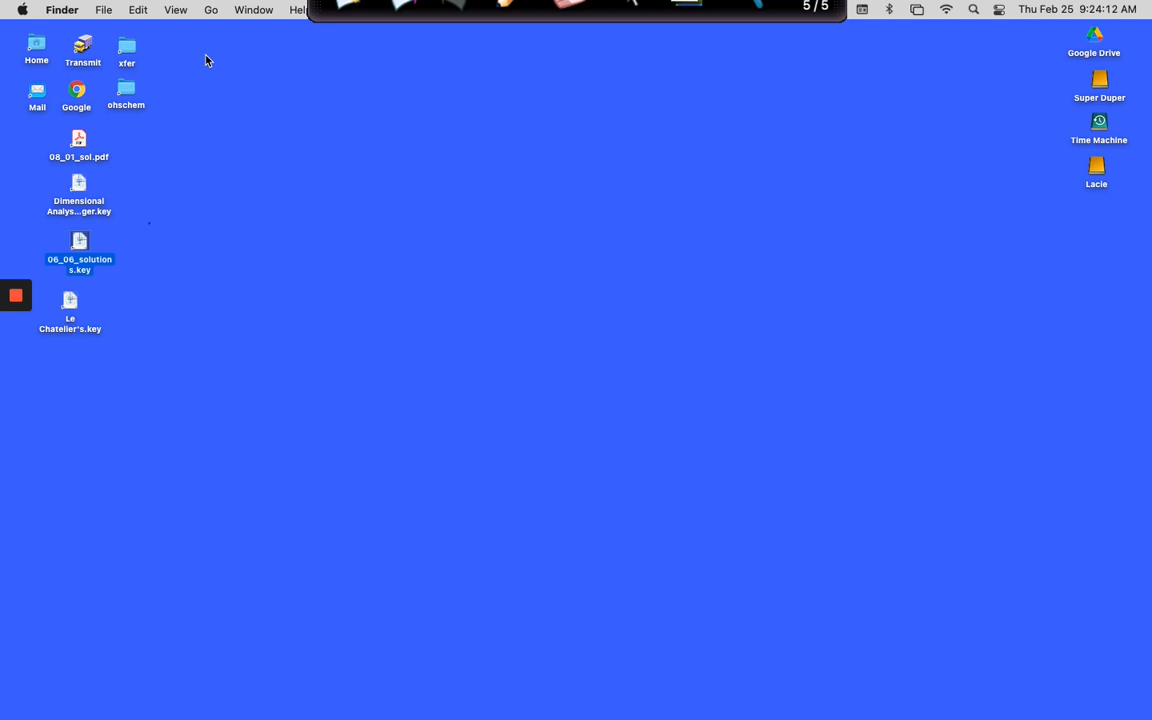 Finder File Edit View Go Window Hel 5 / 5 Thu Feb 25 9:24:12 AM
Home
Transmit
xfer
Mail
Google
ohschem
08_01_sol.pdf
Dimensional
Analys...ger.key
06_06_solution
s.key
Le
Chatelier's.key
Google Drive
Super Duper
Time Machine
Lacie